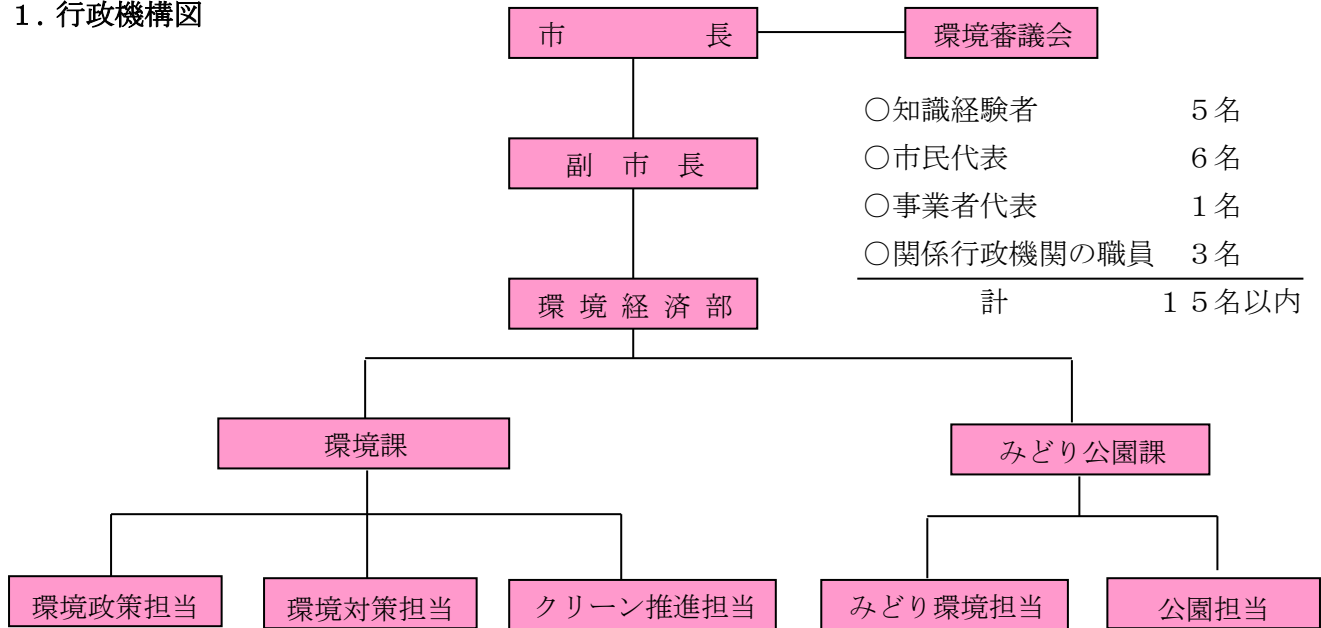 １．行政機構図
市　　　　長
環境審議会
○知識経験者　　　　５名
○市民代表　　　　　６名
副　市　長
○事業者代表　　　　１名
○関係行政機関の職員　３名
環 境 経 済 部
計　　　　１５名以内
環境課
みどり公園課
環境政策担当
環境対策担当
クリーン推進担当
みどり環境担当
公園担当